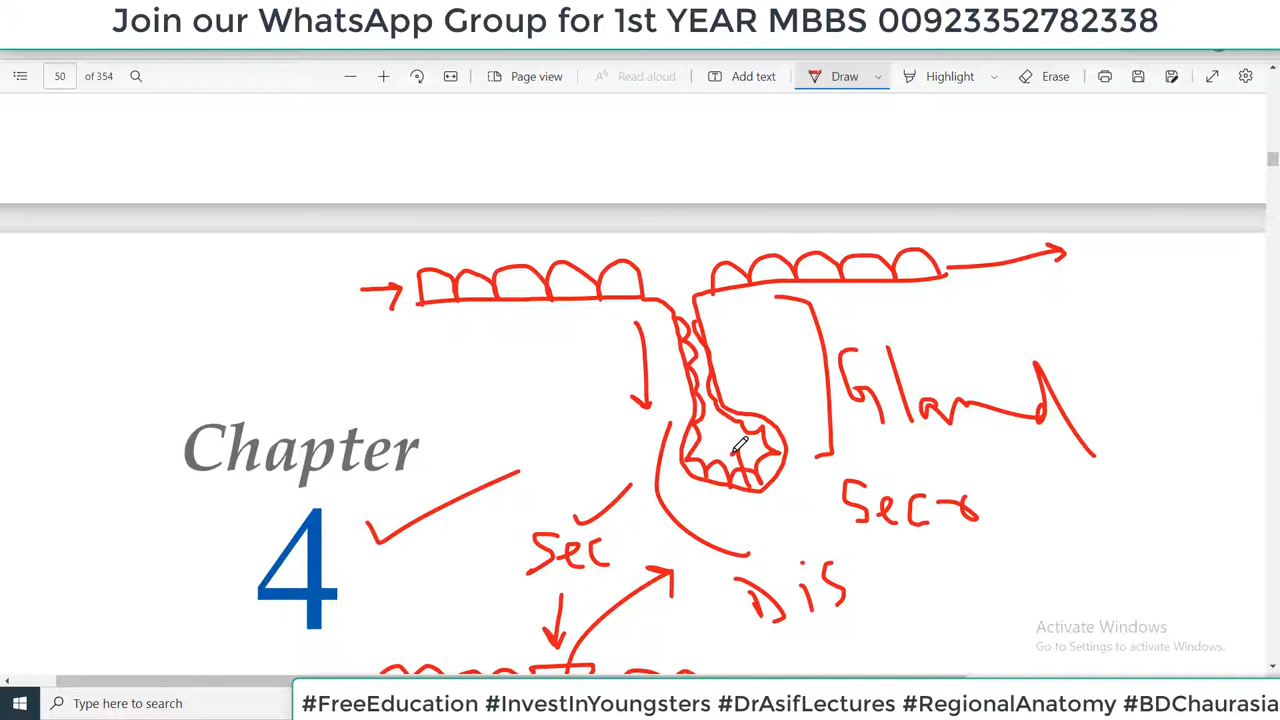 Join our WhatsApp Group for 1st YEAR MBBS 00923352782338
50 of 354 Page view Read aloud Add text Draw Highlight Erase
Gland
Chapter
4
Secr
Sec
Dis
Activate Windows
Go to Settings to activate Windows.
Type here to search
#FreeEducation #InvestInYoungsters #DrAsifLectures #RegionalAnatomy #BDChaurasia